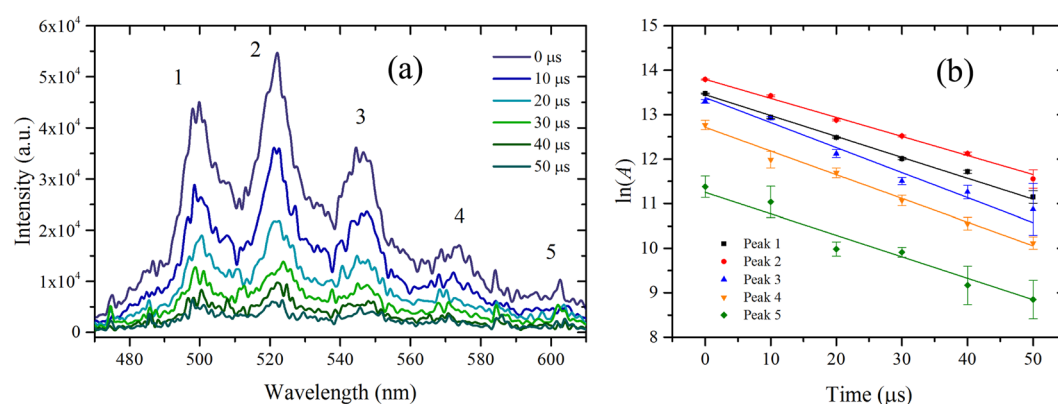 6x10⁴
5x10⁴
4x10⁴
3x10⁴
2x10⁴
1x10⁴
0
Intensity (a.u.)
480 500 520 540 560 580 600
Wavelength (nm)
1
2
3
4
5
(a)
0 μs
10 μs
20 μs
30 μs
40 μs
50 μs
15
14
13
12
11
10
9
8
ln(A)
0 10 20 30 40 50
Time (μs)
(b)
Peak 1
Peak 2
Peak 3
Peak 4
Peak 5